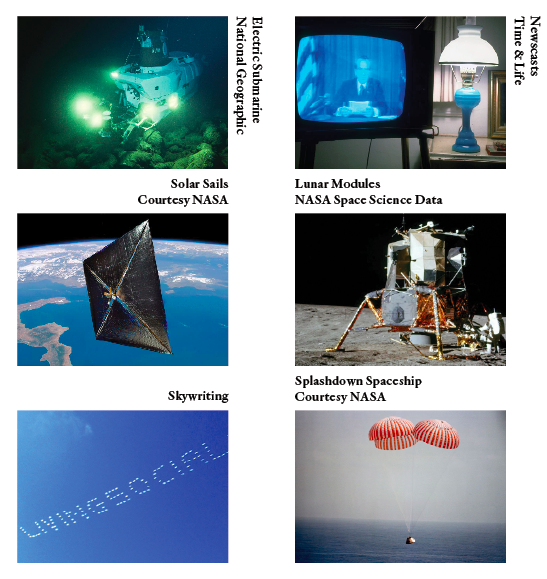 Electric Submarine
National Geographic
Newscasts
Time & Life
Solar Sails
Courtesy NASA
Lunar Modules
NASA Space Science Data
Skywriting
Splashdown Spaceship
Courtesy NASA
LIVINGSOCIAL